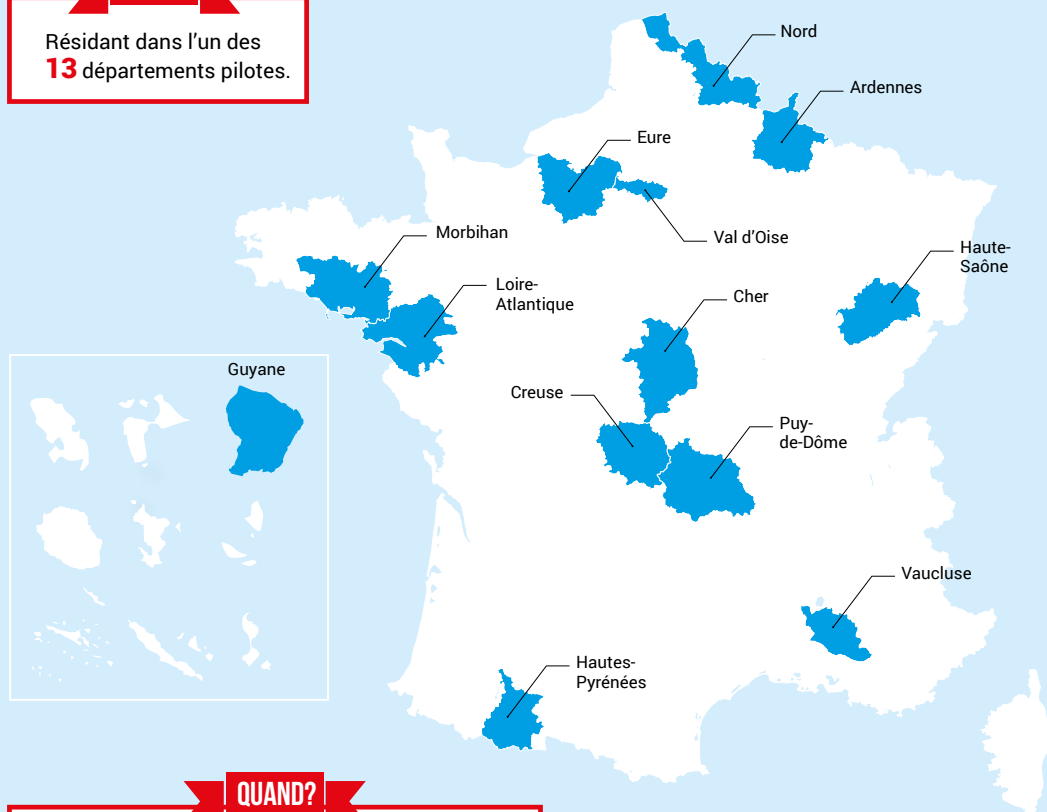 Résidant dans l'un des
13 départements pilotes.
Nord
Ardennes
Eure
Val d'Oise
Morbihan
Haute-
Saône
Loire-
Atlantique
Cher
Guyane
Creuse
Puy-
de-Dôme
Vaucluse
Hautes-
Pyrénées
QUAND?